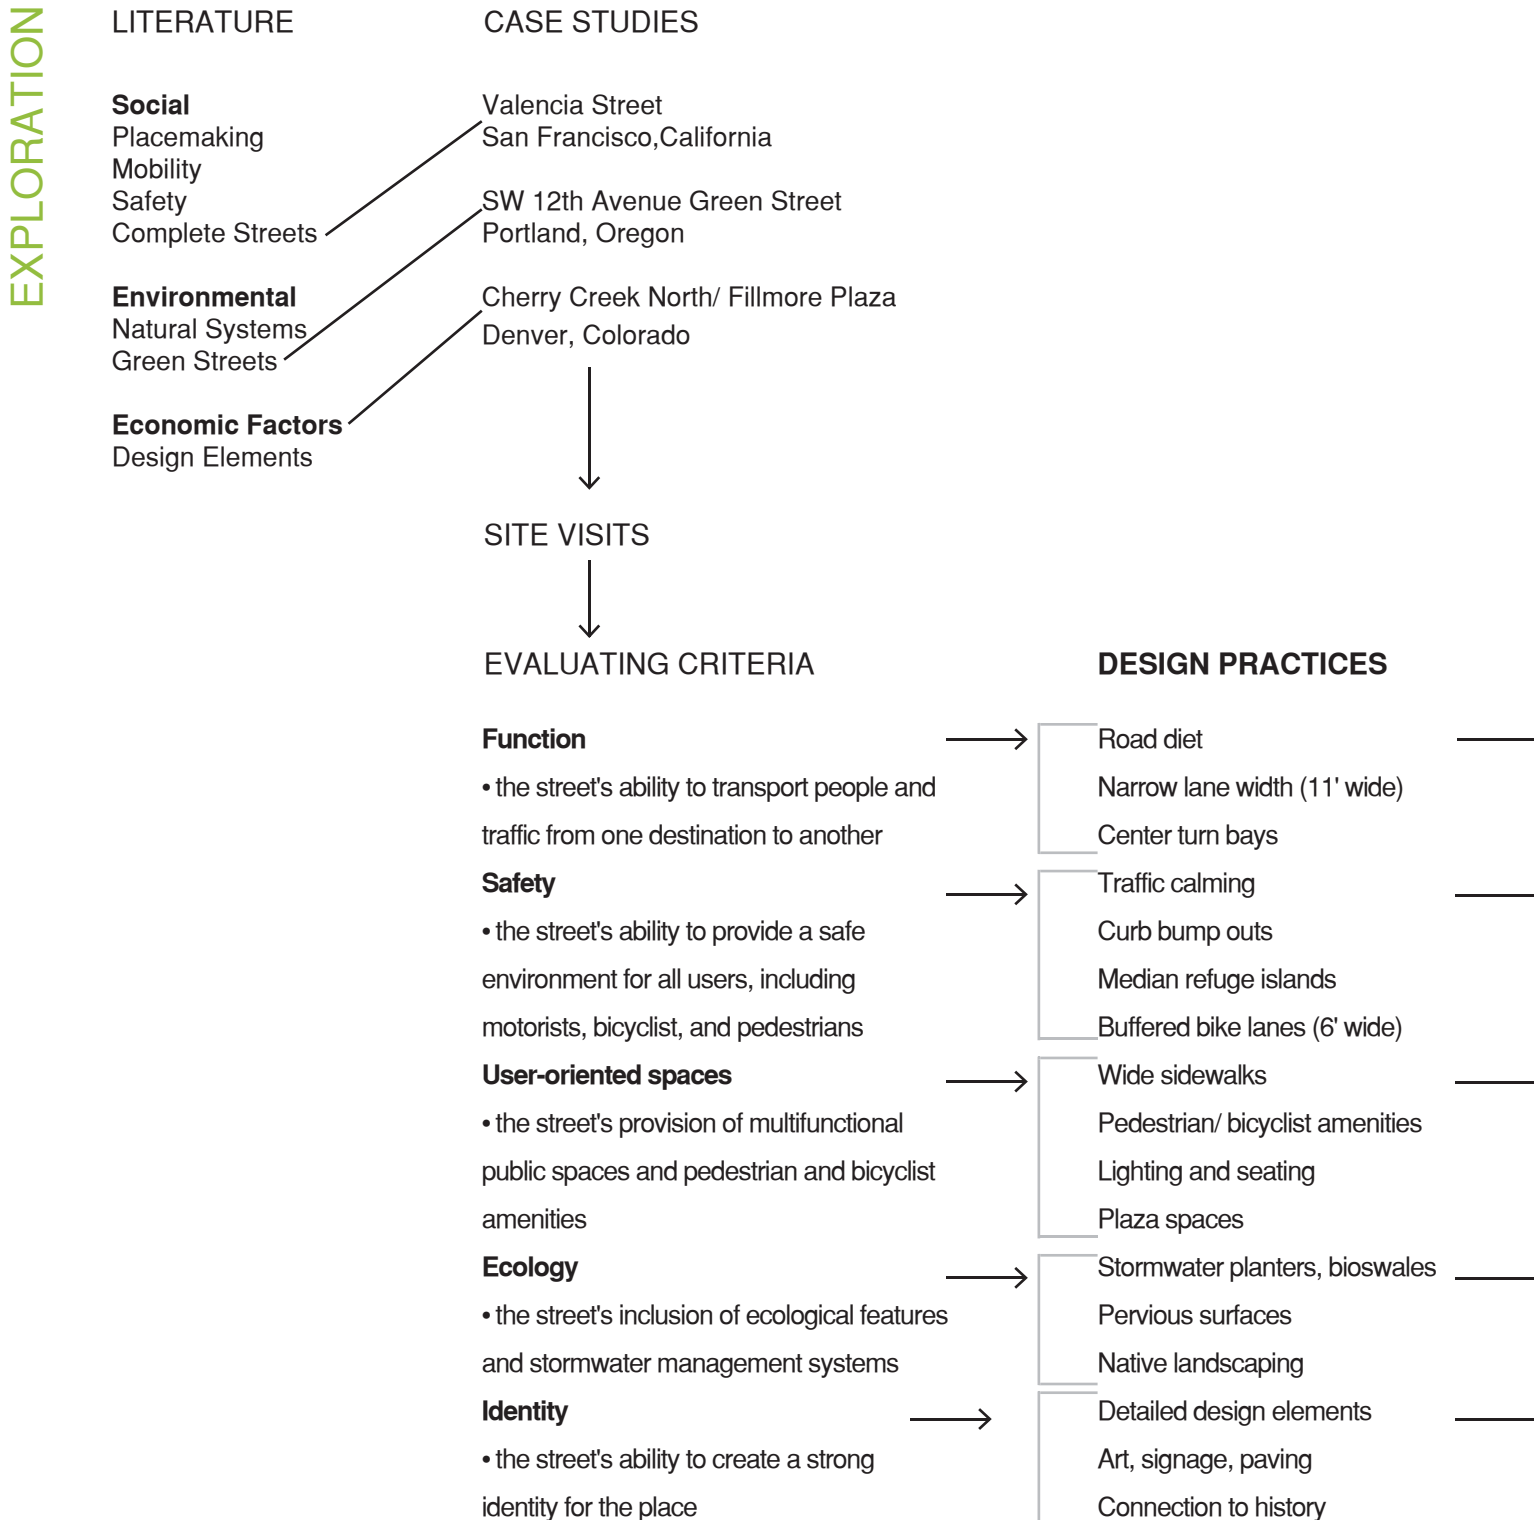 EXPLORATION
LITERATURE
Social
Placemaking
Mobility
Safety
Complete Streets
Environmental
Natural Systems
Green Streets
Economic Factors
Design Elements
CASE STUDIES
Valencia Street
San Francisco,California
SW 12th Avenue Green Street
Portland, Oregon
Cherry Creek North/ Fillmore Plaza
Denver, Colorado
SITE VISITS
EVALUATING CRITERIA
Function
• the street's ability to transport people and
traffic from one destination to another
Safety
• the street's ability to provide a safe
environment for all users, including
motorists, bicyclist, and pedestrians
User-oriented spaces
• the street's provision of multifunctional
public spaces and pedestrian and bicyclist
amenities
Ecology
• the street's inclusion of ecological features
and stormwater management systems
Identity
• the street's ability to create a strong
identity for the place
DESIGN PRACTICES
Road diet
Narrow lane width (11' wide)
Center turn bays
Traffic calming
Curb bump outs
Median refuge islands
Buffered bike lanes (6' wide)
Wide sidewalks
Pedestrian/ bicyclist amenities
Lighting and seating
Plaza spaces
Stormwater planters, bioswales
Pervious surfaces
Native landscaping
Detailed design elements
Art, signage, paving
Connection to history